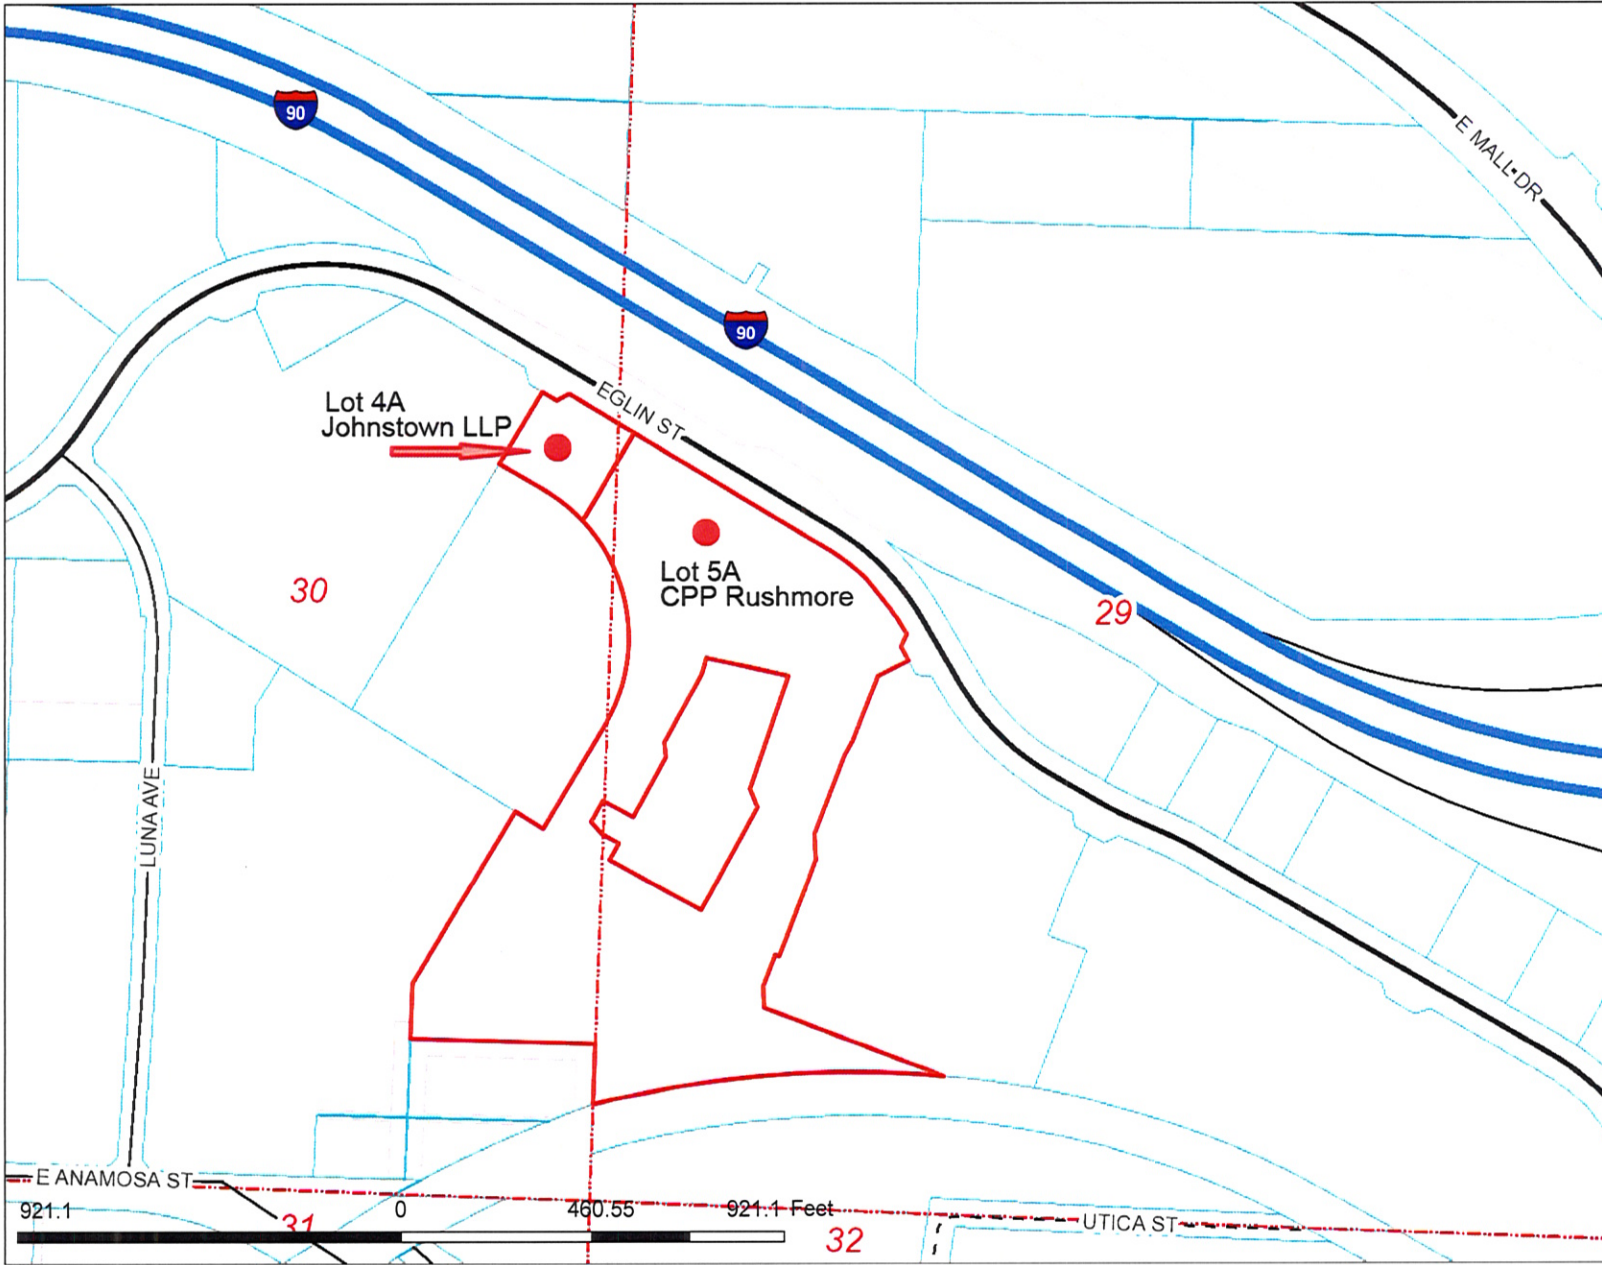 90
E MALL DR
90
EGLIN ST
Lot 4A
Johnstown LLP
Lot 5A
CPP Rushmore
30
29
LUNA AVE
E ANAMOSA ST
921.1
0
460.55
921.1 Feet
31
32
UTICA ST